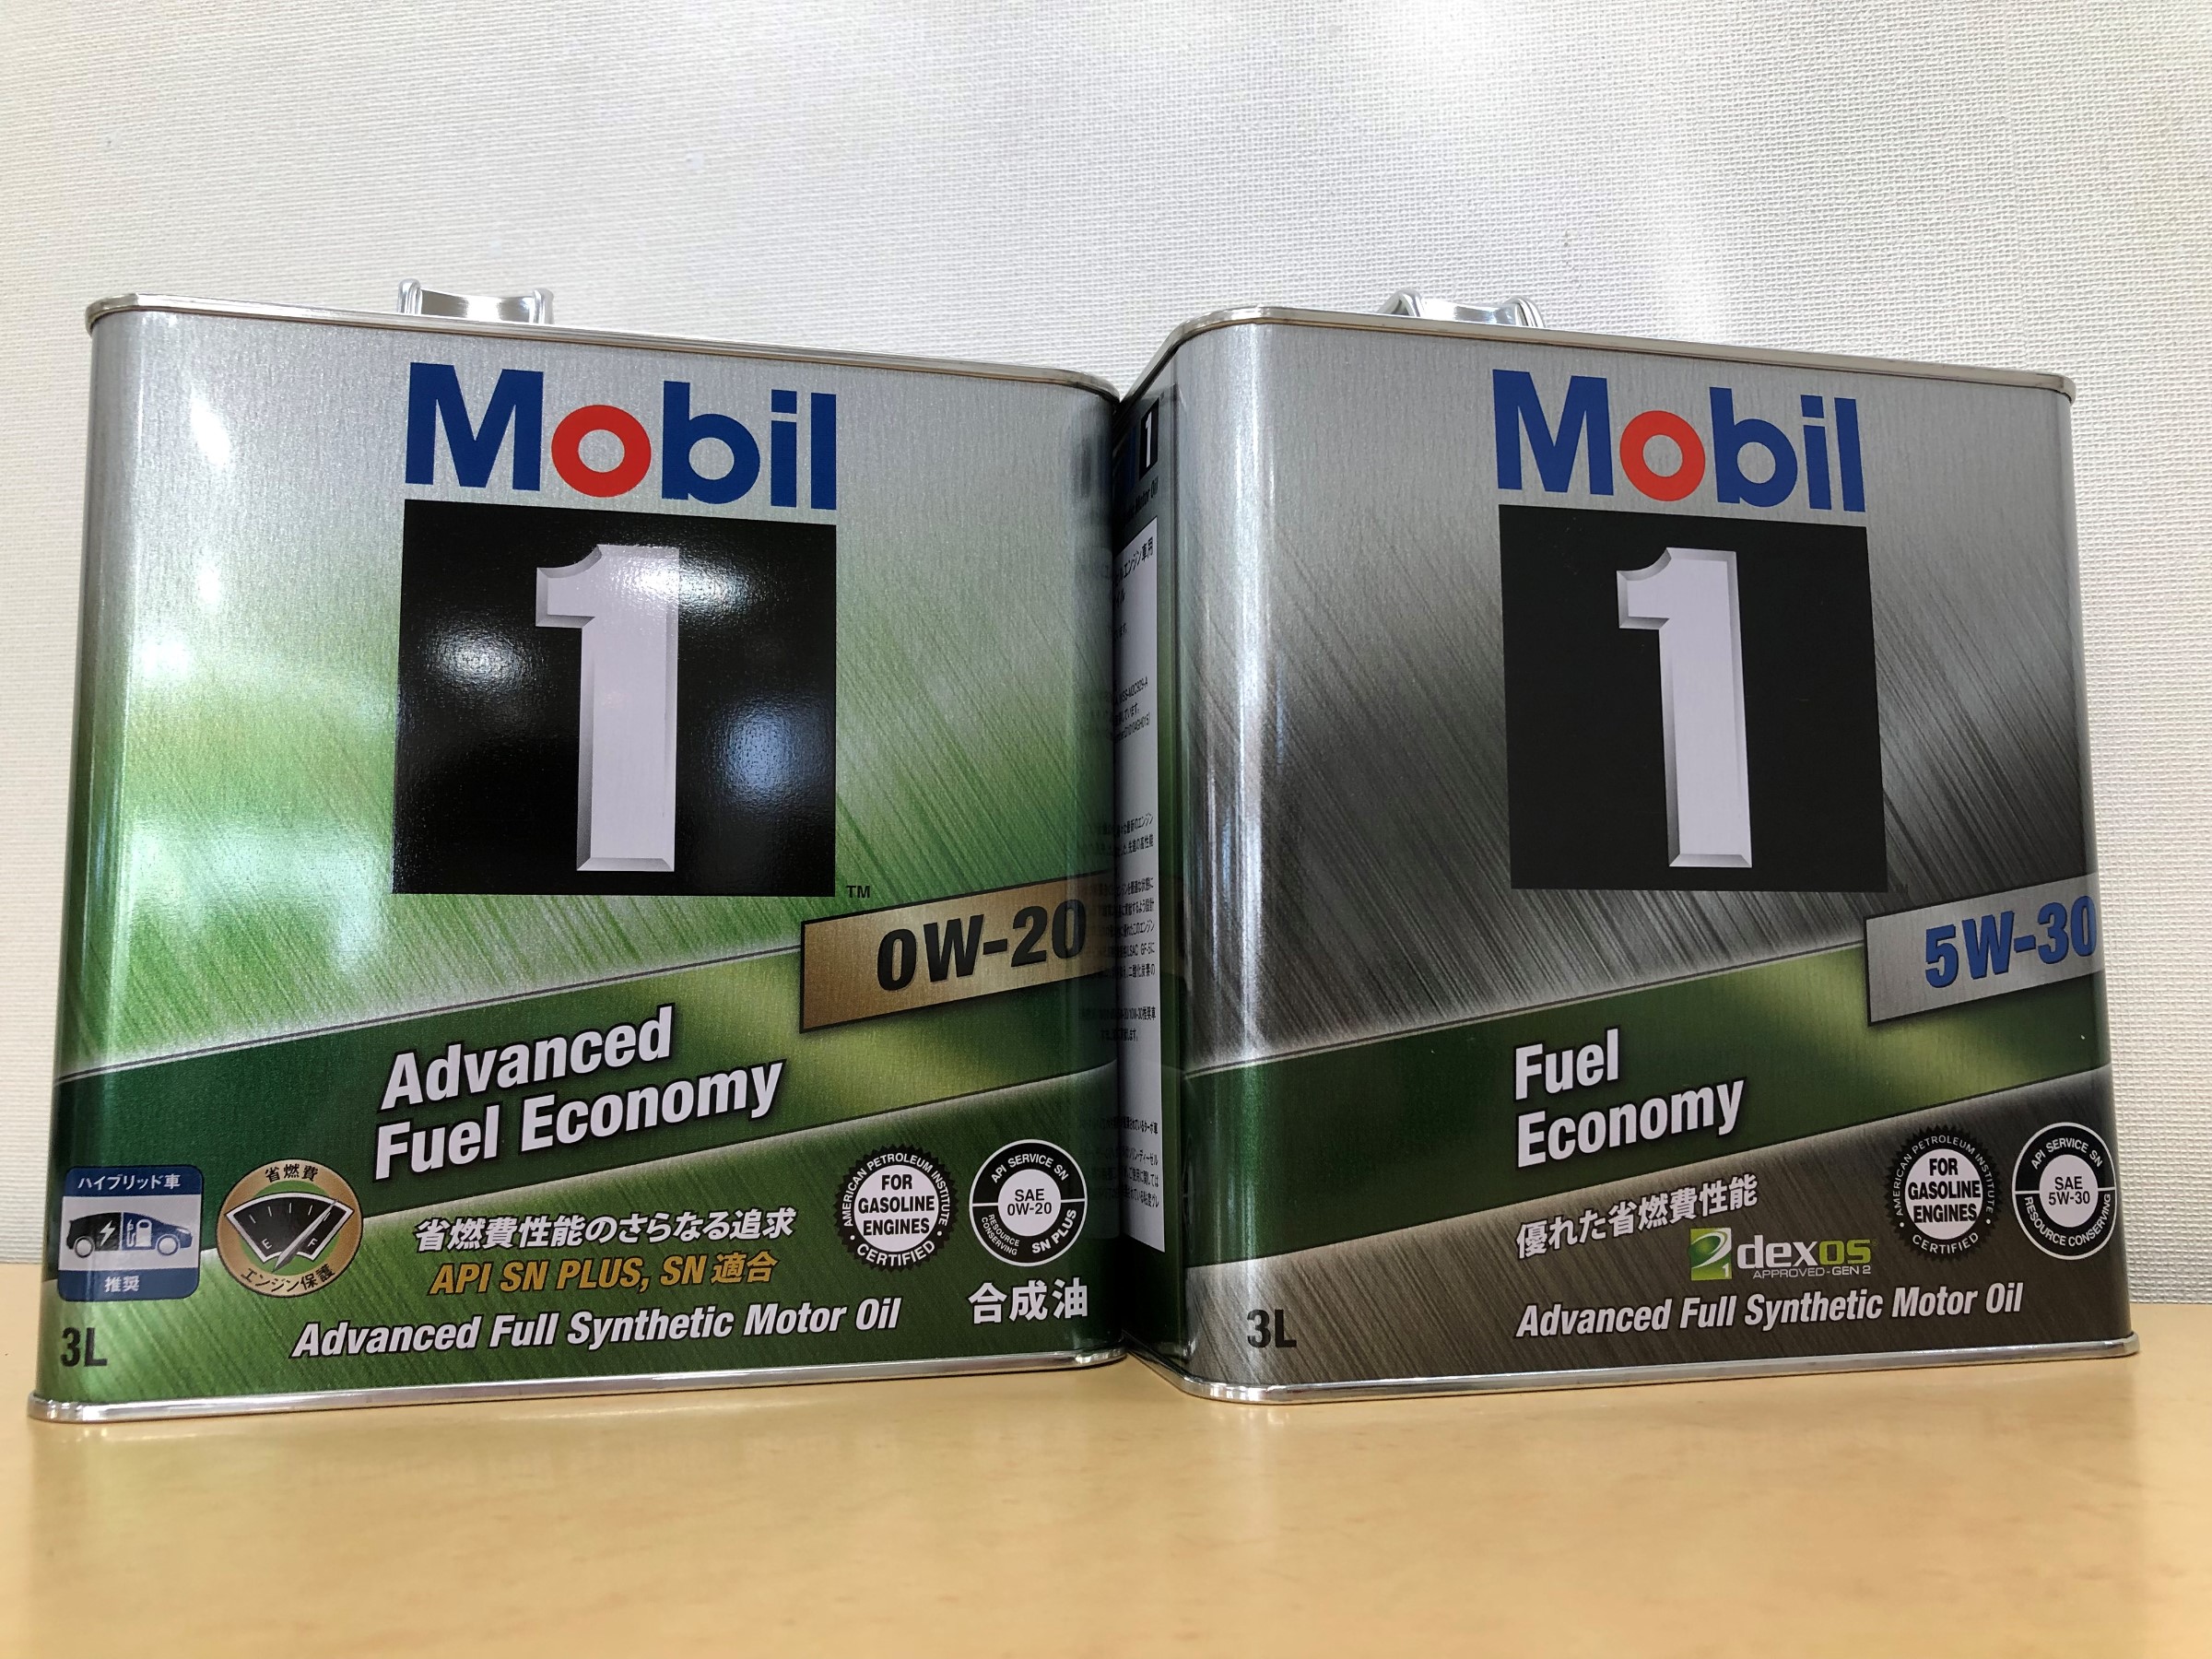 Mobil
1
TM
0W-20
Advanced
Fuel Economy
ハイブリッド車
推奨
省燃費
E F
エンジン保護
省燃費性能のさらなる追求
API SN PLUS, SN 適合
AMERICAN PETROLEUM INSTITUTE
FOR
GASOLINE
ENGINES
CERTIFIED
API SERVICE SN
SAE
0W-20
RESOURCE
CONSERVING
SN PLUS
合成油
3L
Advanced Full Synthetic Motor Oil
1
Mobil
1
5W-30
Fuel
Economy
優れた省燃費性能
dexos
1
APPROVED-GEN 2
AMERICAN PETROLEUM INSTITUTE
FOR
GASOLINE
ENGINES
CERTIFIED
API SERVICE SN
SAE
5W-30
RESOURCE CONSERVING
3L
Advanced Full Synthetic Motor Oil